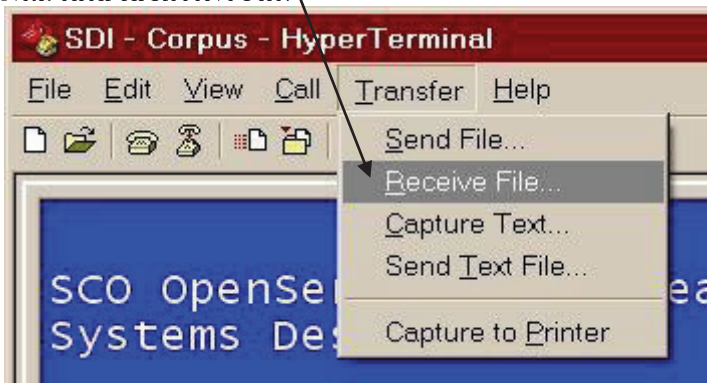 SDI - Corpus - HyperTerminal
File Edit View Call Transfer Help
Send File...
Receive File...
Capture Text...
Send Text File...
Capture to Printer
SCO OpenSe
Systems Des